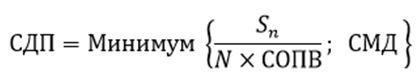 СДП = Минимум { Sₙ / (N × СОПВ) ; СМД }